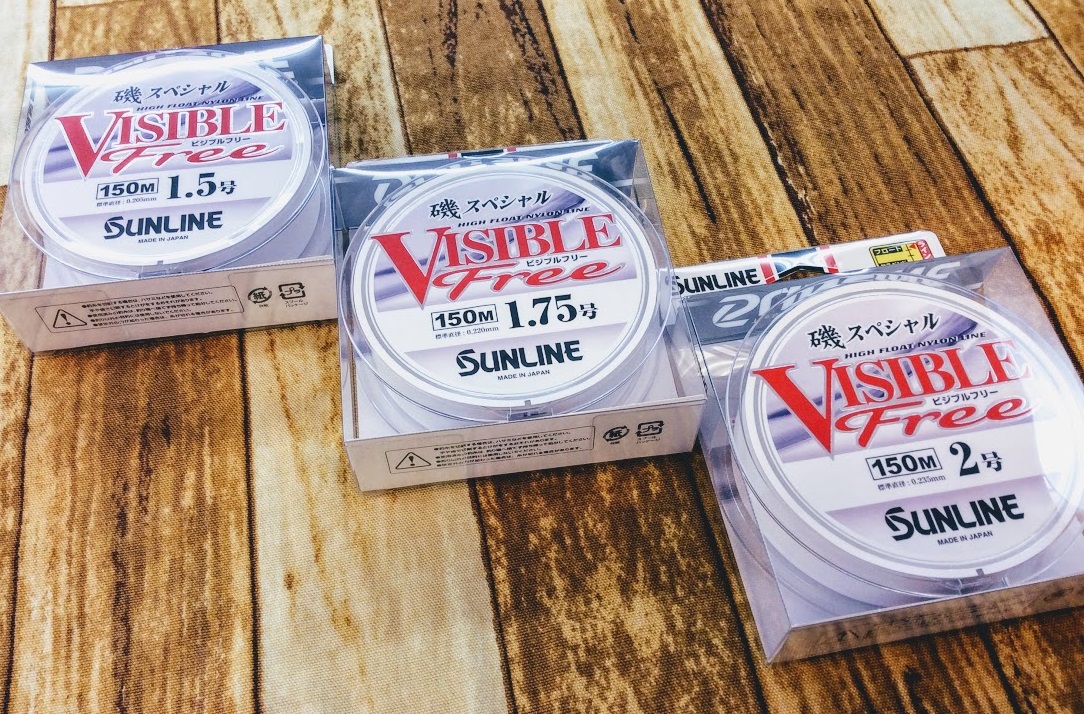 磯スペシャル
HIGH FLOAT NYLON LINE
VISIBLE
ビジブルフリー
Free
150M 1.5号
標準直径:0.205mm
SUNLINE
MADE IN JAPAN
磯スペシャル
HIGH FLOAT NYLON LINE
VISIBLE
ビジブルフリー
Free
150M 1.75号
標準直径:0.220mm
SUNLINE
MADE IN JAPAN
SUNLINE
フロート
磯スペシャル
HIGH FLOAT NYLON LINE
VISIBLE
ビジブルフリー
Free
150M 2号
標準直径:0.235mm
SUNLINE
MADE IN JAPAN